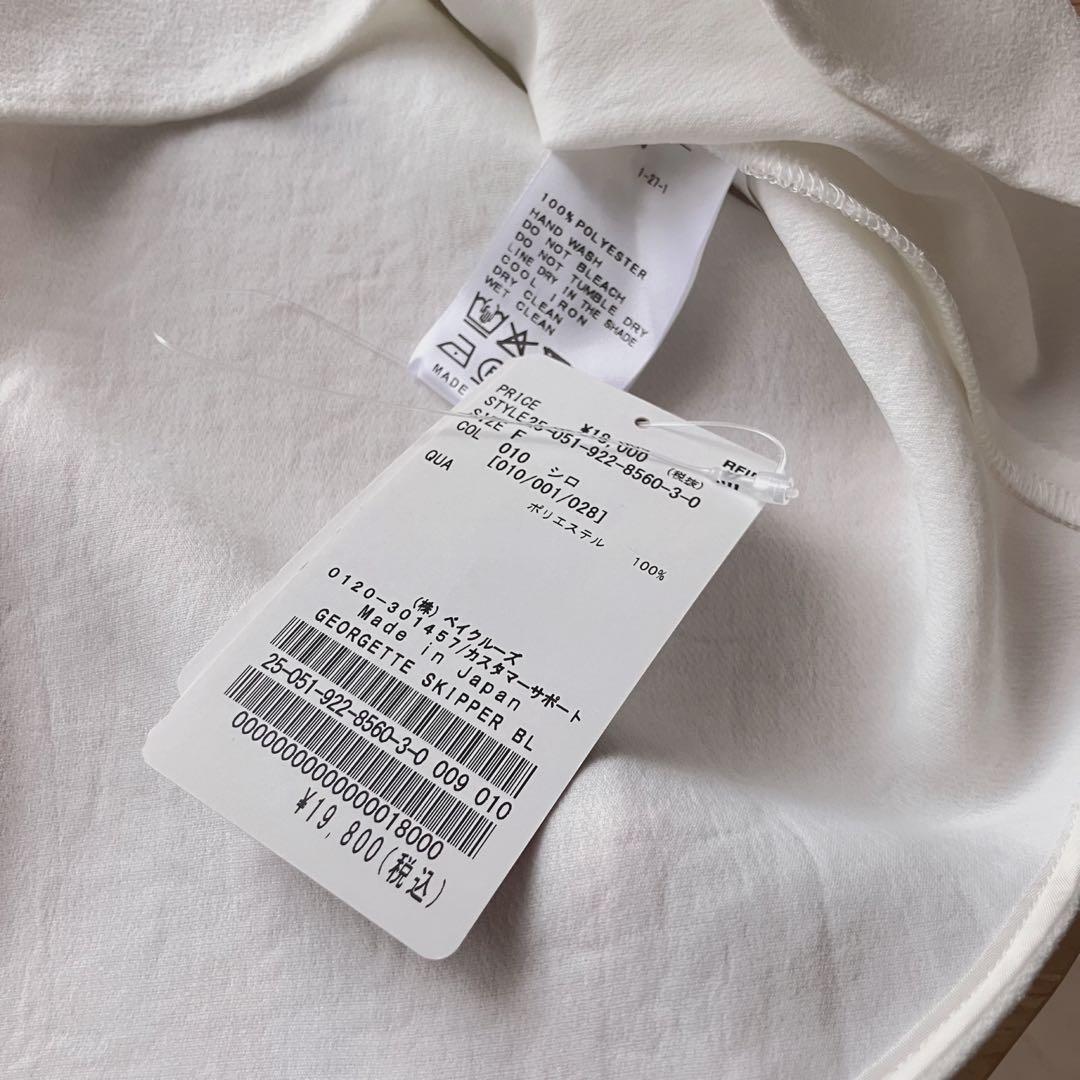 1-27-1
100% POLYESTER
HAND WASH
DO NOT BLEACH
DO NOT TUMBLE DRY
LINE DRY IN THE SHADE
COOL IRON
DRY CLEAN
WET CLEAN
MADE
PRICE ¥18,000 (税抜)
STYLE25-051-922-8560-3-0
SIZE F
COL 010 シロ
[010/001/028]
QUA ポリエステル 100%
(株)ベイクルーズ
0120-301457/カスタマーサポート
Made in Japan
GEORGETTE SKIPPER BL
25-051-922-8560-3-0 009 010
0000000000000018000
¥19,800(税込)